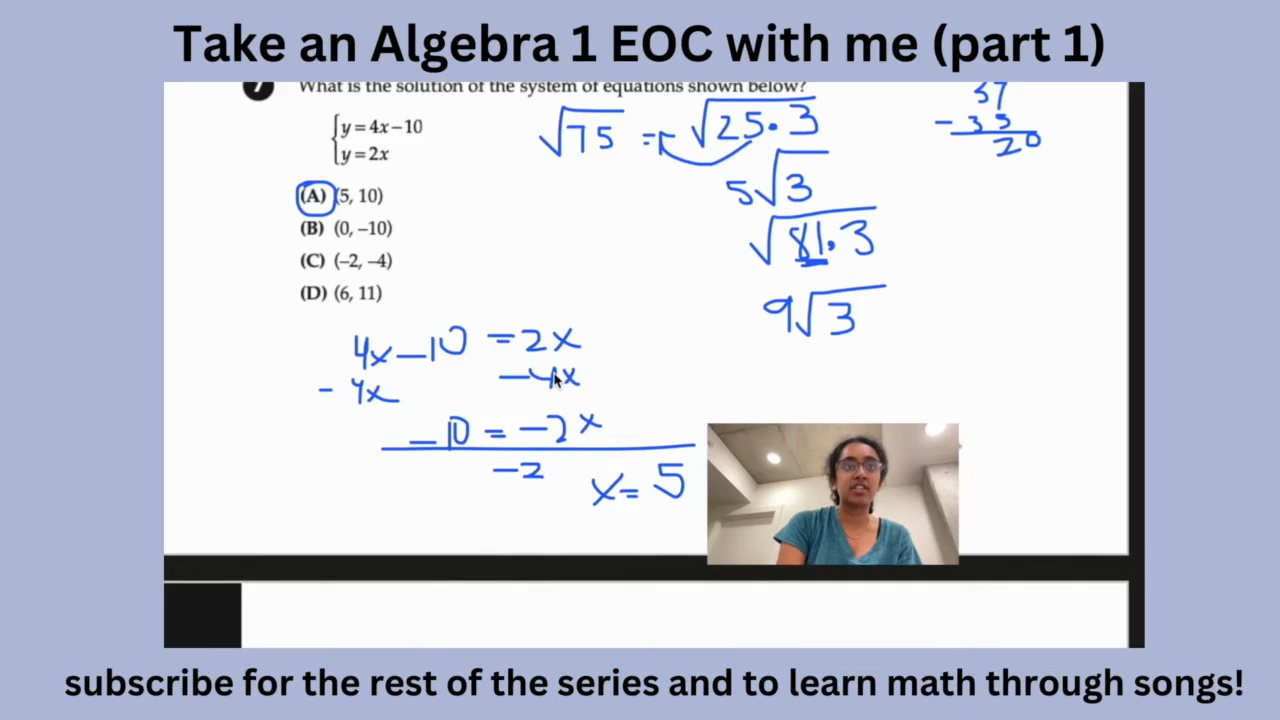 Take an Algebra 1 EOC with me (part 1)
7 What is the solution of the system of equations shown below?
y = 4x – 10
y = 2x
(A) (5, 10)
(B) (0, –10)
(C) (–2, –4)
(D) (6, 11)
√75 = √25·3
5√3
√81·3
9√3
37
– 35
20
4x – 10 = 2x
– 4x – 4x
–10 = –2x
–2
x = 5
subscribe for the rest of the series and to learn math through songs!